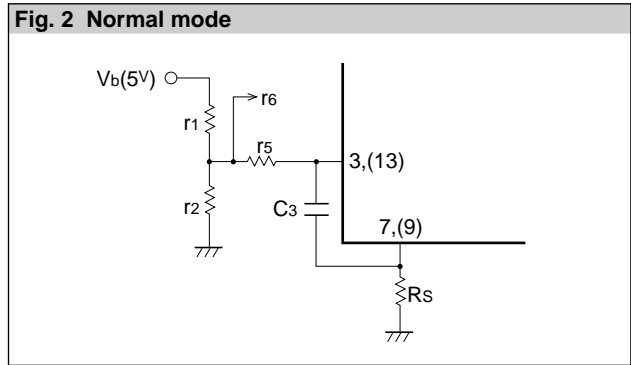 Fig. 2 Normal mode
Vb(5V)
r6
r1
r5
3,(13)
r2
C3
7,(9)
RS